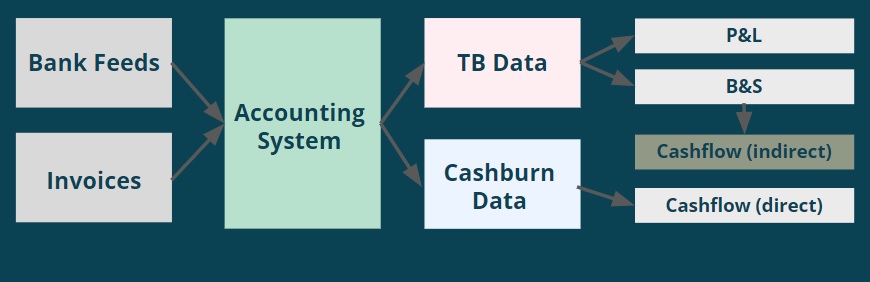 Bank Feeds
Invoices
Accounting
System
TB Data
Cashburn
Data
P&L
B&S
Cashflow (indirect)
Cashflow (direct)